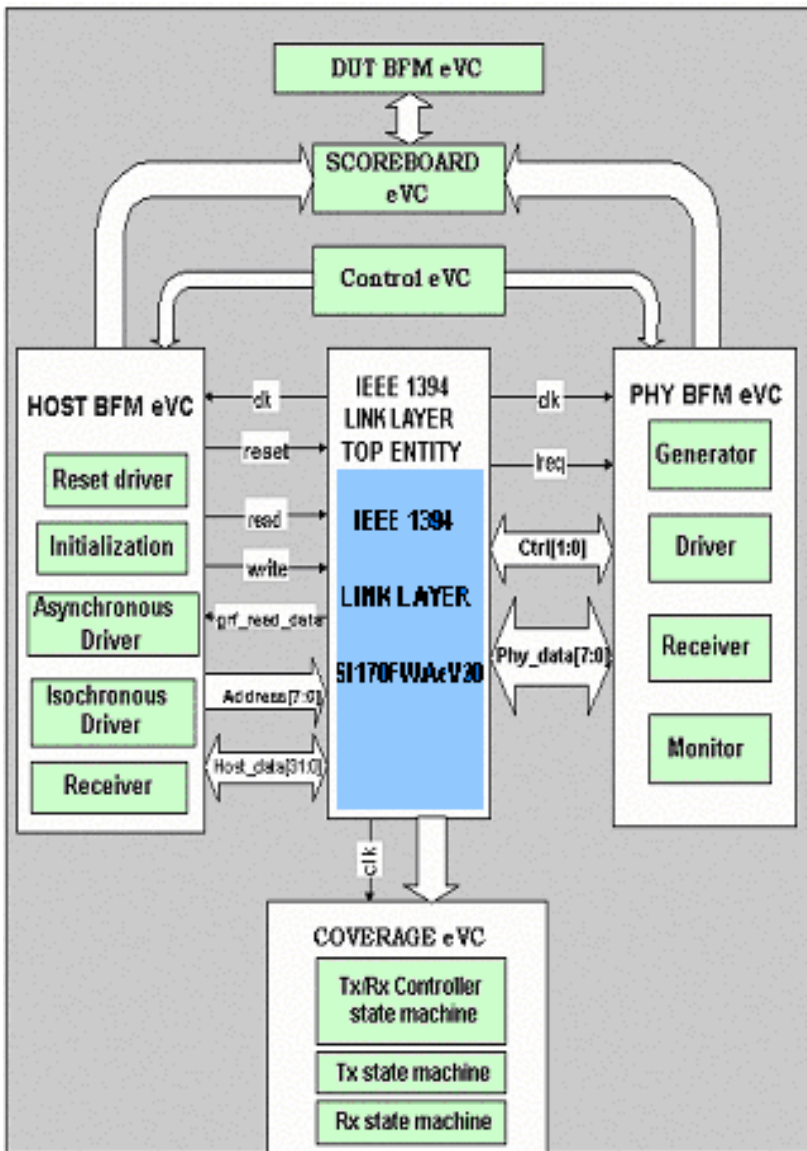 DUT BFM eVC
SCOREBOARD
eVC
Control eVC
HOST BFM eVC
Reset driver
Initialization
Asynchronous
Driver
Isochronous
Driver
Receiver
clk
reset
read
write
grf_read_data
Address[7:0]
Host_data[31:0]
IEEE 1394
LINK LAYER
TOP ENTITY
IEEE 1394
LINK LAYER
clk
lreq
Ctrl[1:0]
Phy_data[7:0]
PHY BFM eVC
Generator
Driver
Receiver
Monitor
clk
COVERAGE eVC
Tx/Rx Controller
state machine
Tx state machine
Rx state machine